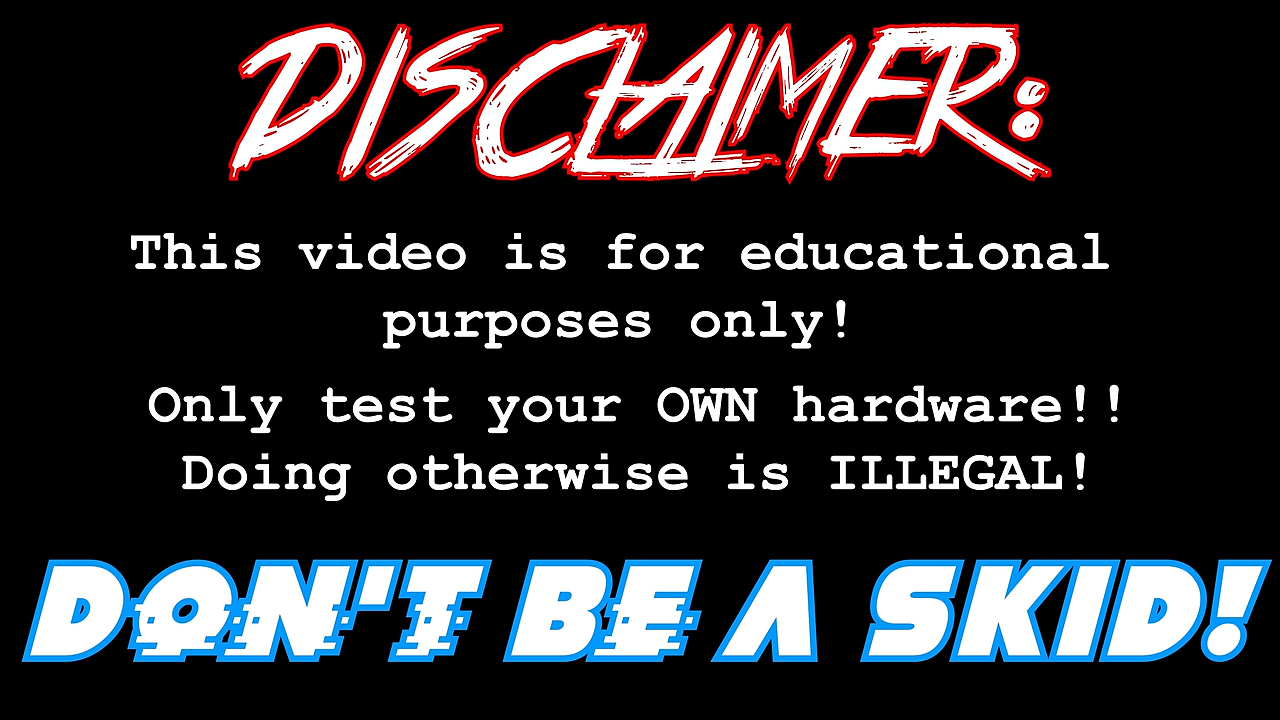 DISCLAIMER:
This video is for educational
purposes only!
Only test your OWN hardware!!
Doing otherwise is ILLEGAL!
DON'T BE A SKID!